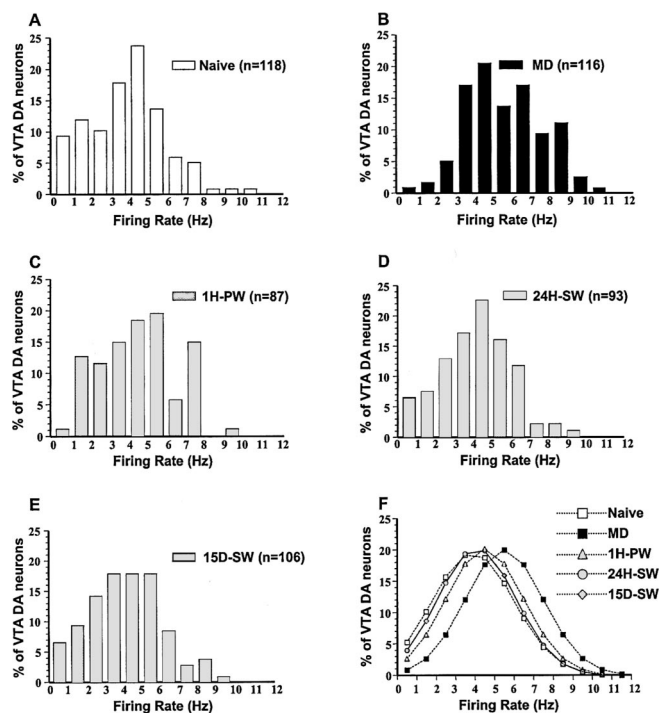 A
Naive (n=118)
% of VTA DA neurons
25
20
15
10
5
0
0 1 2 3 4 5 6 7 8 9 10 11 12
Firing Rate (Hz)
B
MD (n=116)
% of VTA DA neurons
25
20
15
10
5
0
0 1 2 3 4 5 6 7 8 9 10 11 12
Firing Rate (Hz)
C
1H-PW (n=87)
% of VTA DA neurons
25
20
15
10
5
0
0 1 2 3 4 5 6 7 8 9 10 11 12
Firing Rate (Hz)
D
24H-SW (n=93)
% of VTA DA neurons
25
20
15
10
5
0
0 1 2 3 4 5 6 7 8 9 10 11 12
Firing Rate (Hz)
E
15D-SW (n=106)
% of VTA DA neurons
25
20
15
10
5
0
0 1 2 3 4 5 6 7 8 9 10 11 12
Firing Rate (Hz)
F
Naive
MD
1H-PW
24H-SW
15D-SW
% of VTA DA neurons
25
20
15
10
5
0
0 1 2 3 4 5 6 7 8 9 10 11 12
Firing Rate (Hz)